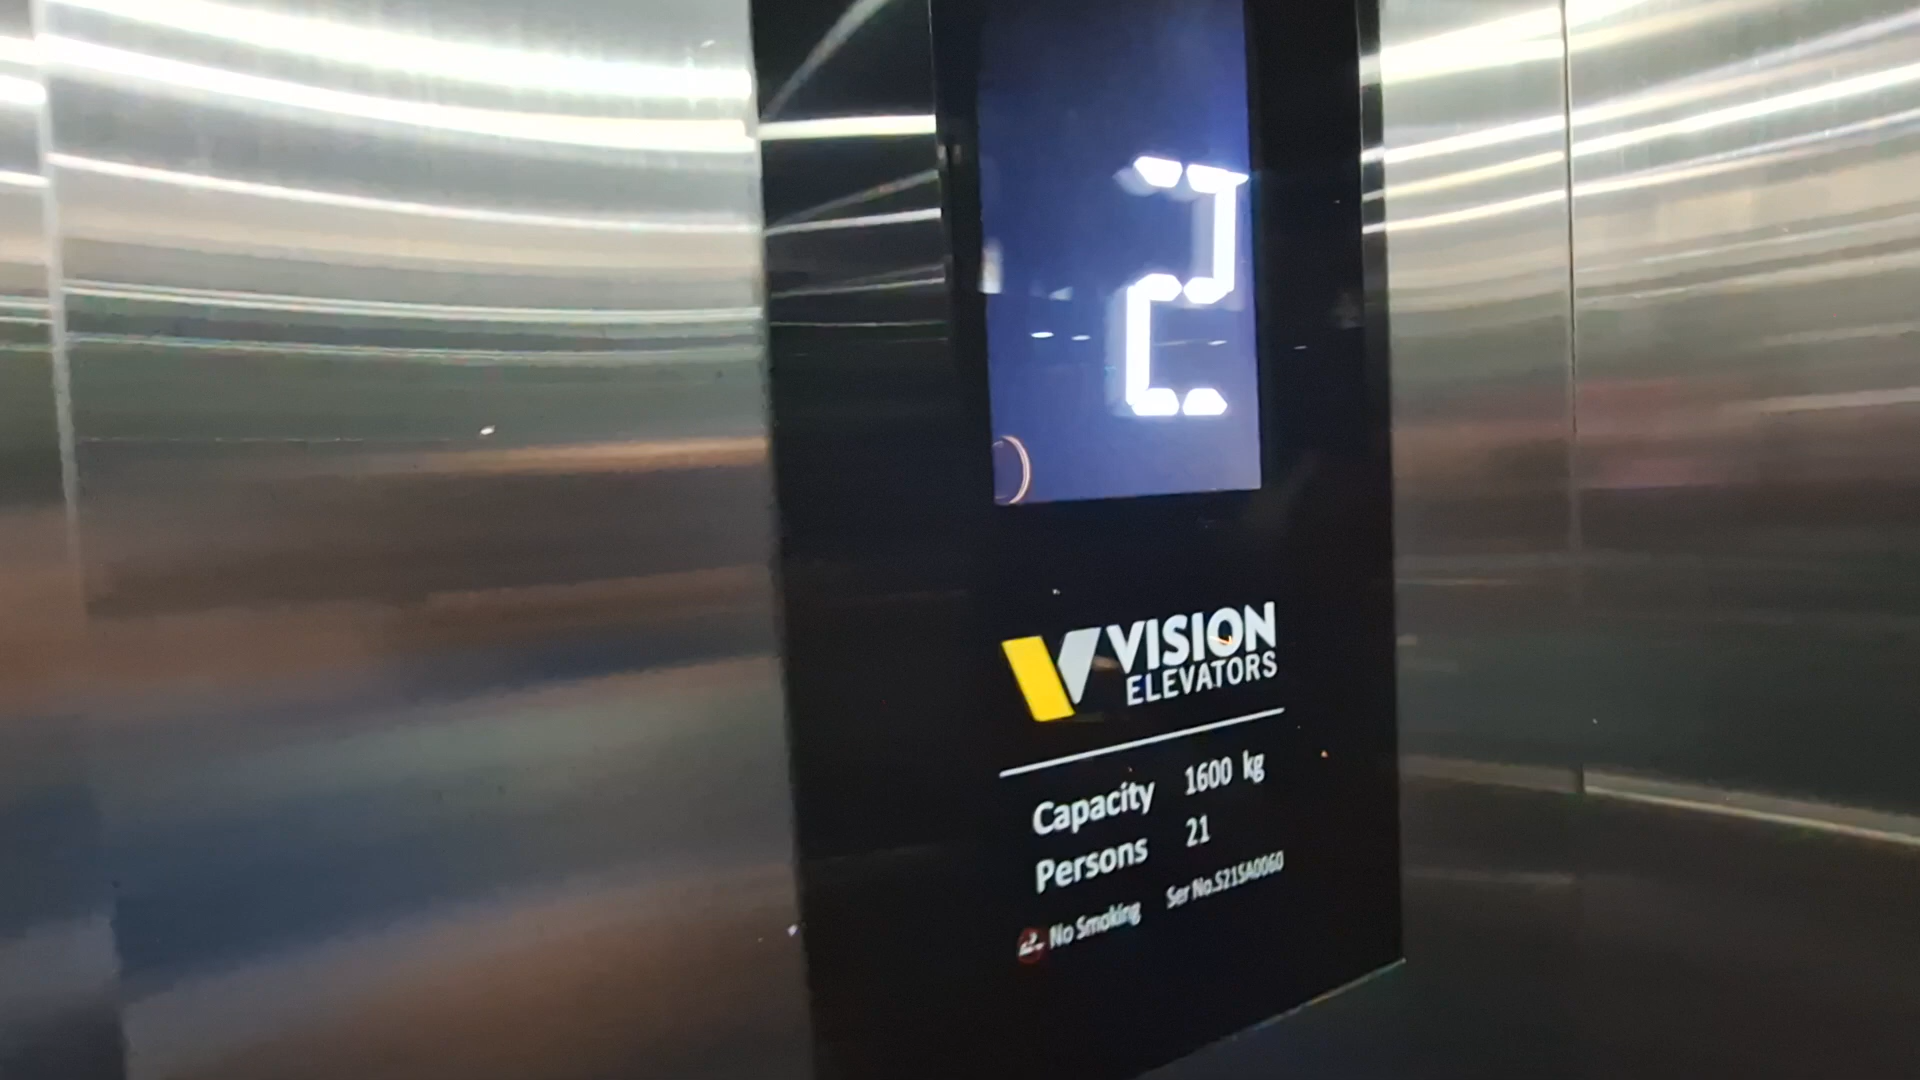 2
VISION
ELEVATORS
Capacity 1600 kg
Persons 21
No Smoking Ser No.S21SA0060